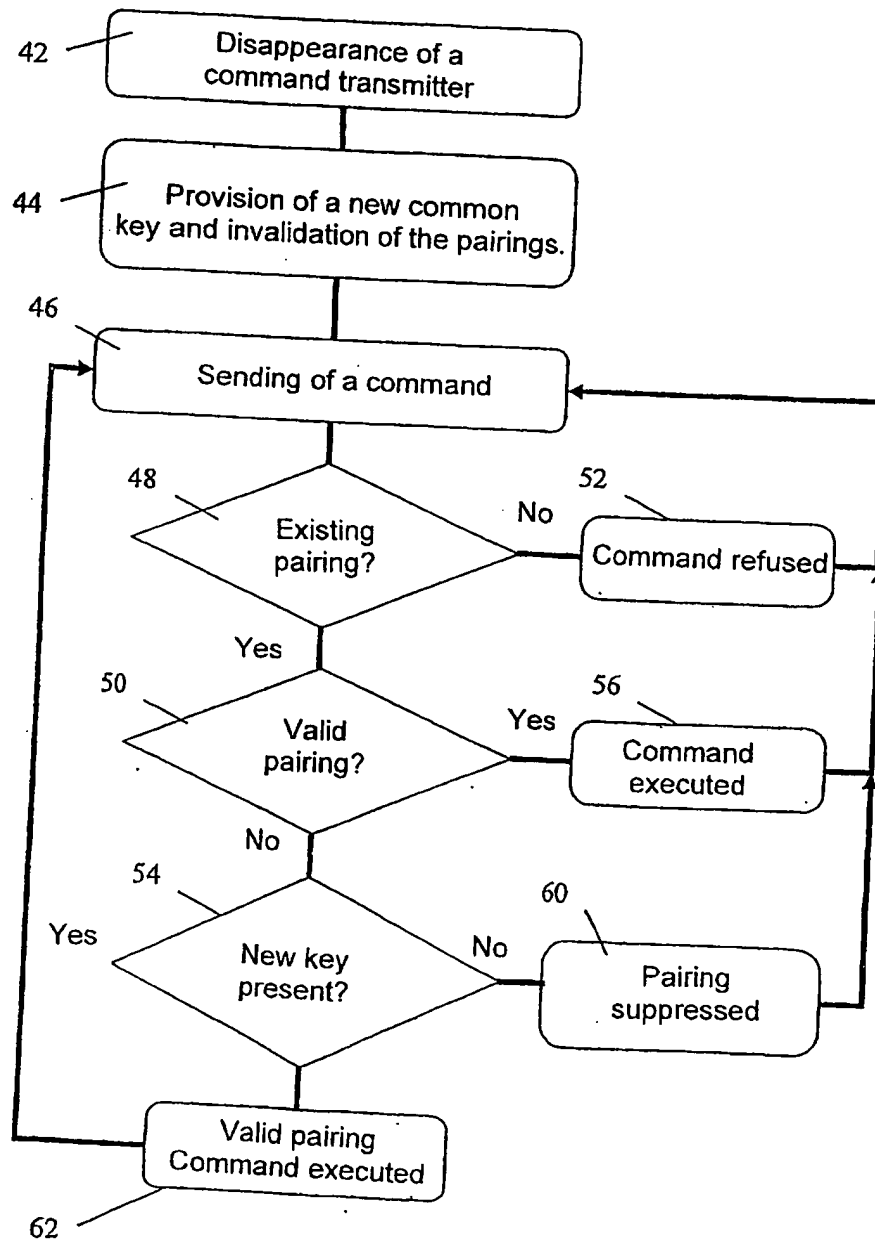 42
Disappearance of a
command transmitter
44
Provision of a new common
key and invalidation of the pairings.
46
Sending of a command
48
Existing
pairing?
No
52
Command refused
Yes
50
Valid
pairing?
Yes
56
Command
executed
No
54
Yes
New key
present?
No
60
Pairing
suppressed
Valid pairing
Command executed
62